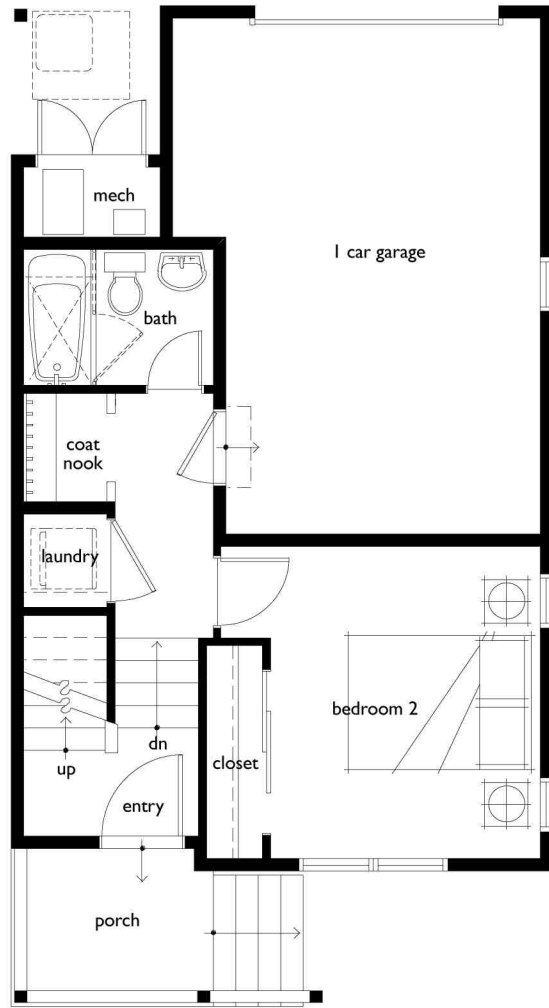 mech
1 car garage
bath
coat
nook
laundry
bedroom 2
closet
dn
up
entry
porch